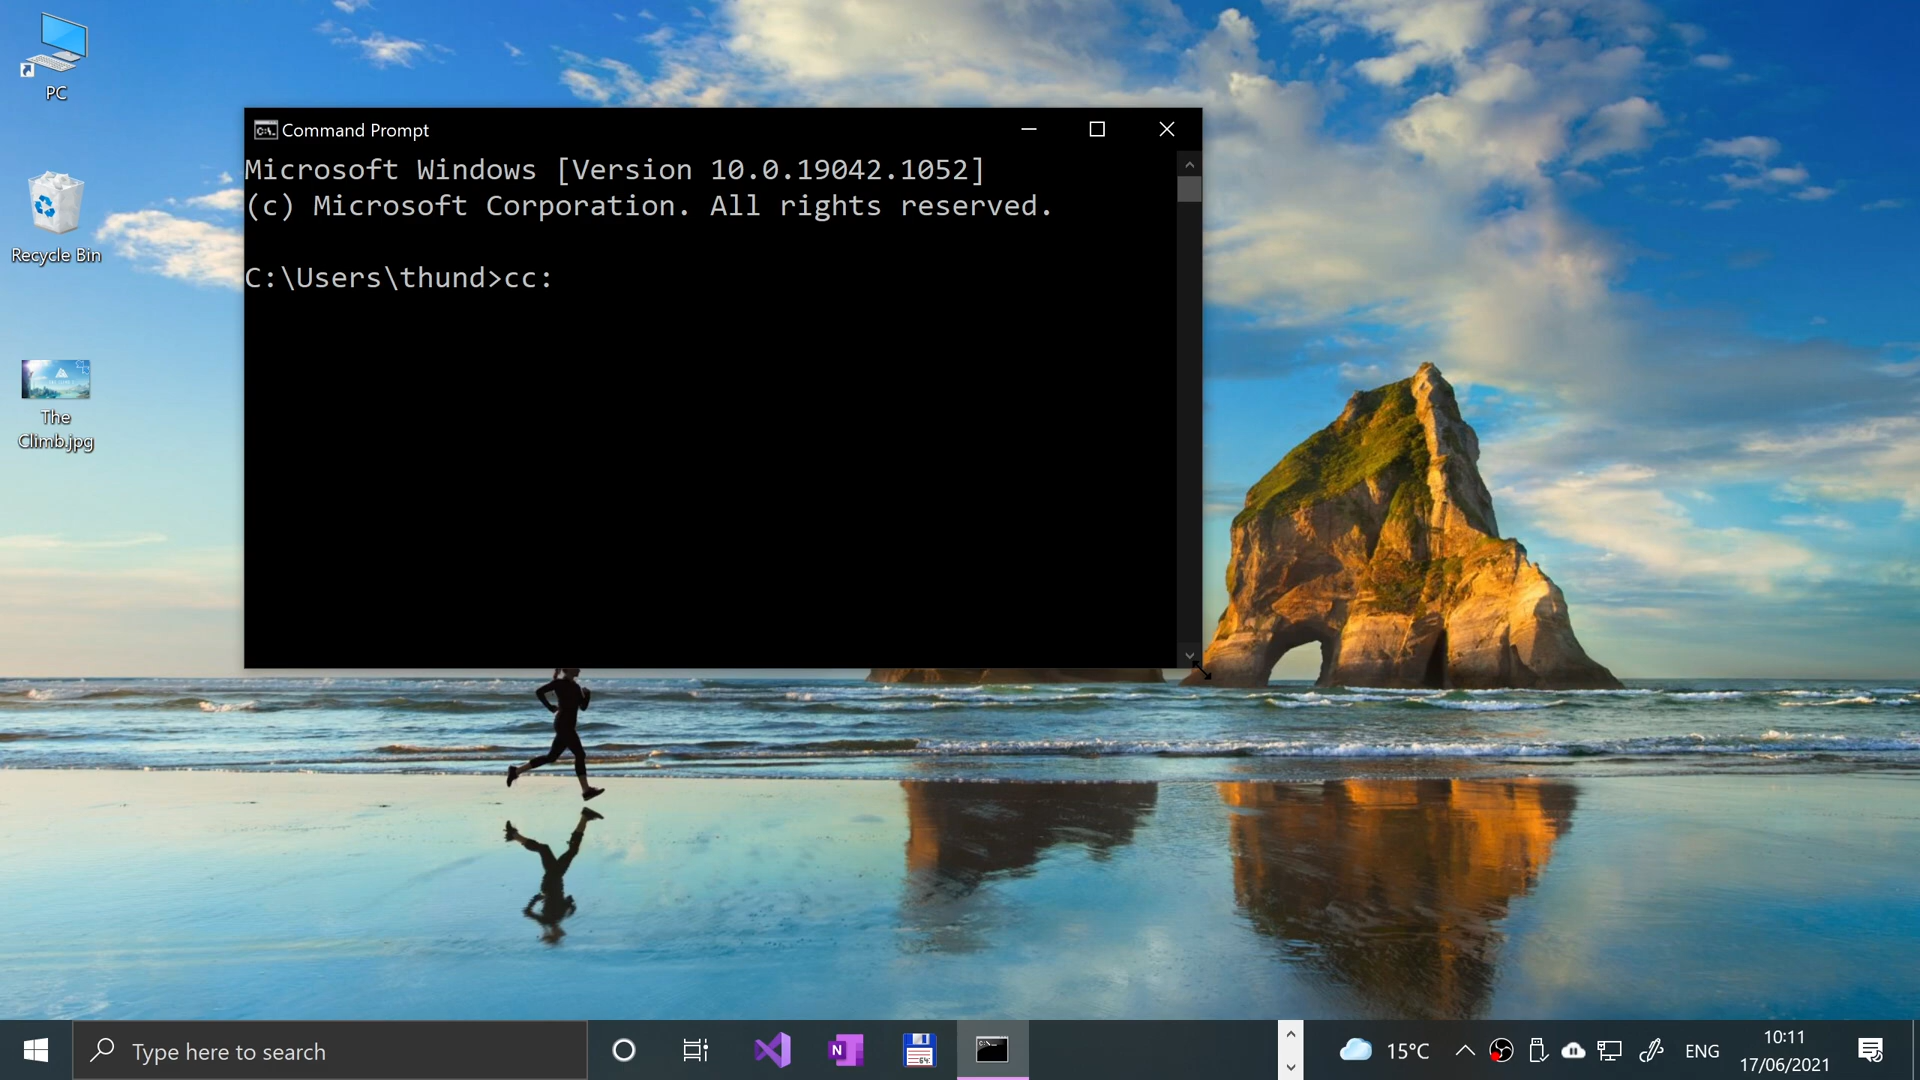 PC
Recycle Bin
The
Climb.jpg
Command Prompt
Microsoft Windows [Version 10.0.19042.1052]
(c) Microsoft Corporation. All rights reserved.
C:\Users\thund>cc:
Type here to search
N
64
15°C
ENG
10:11
17/06/2021